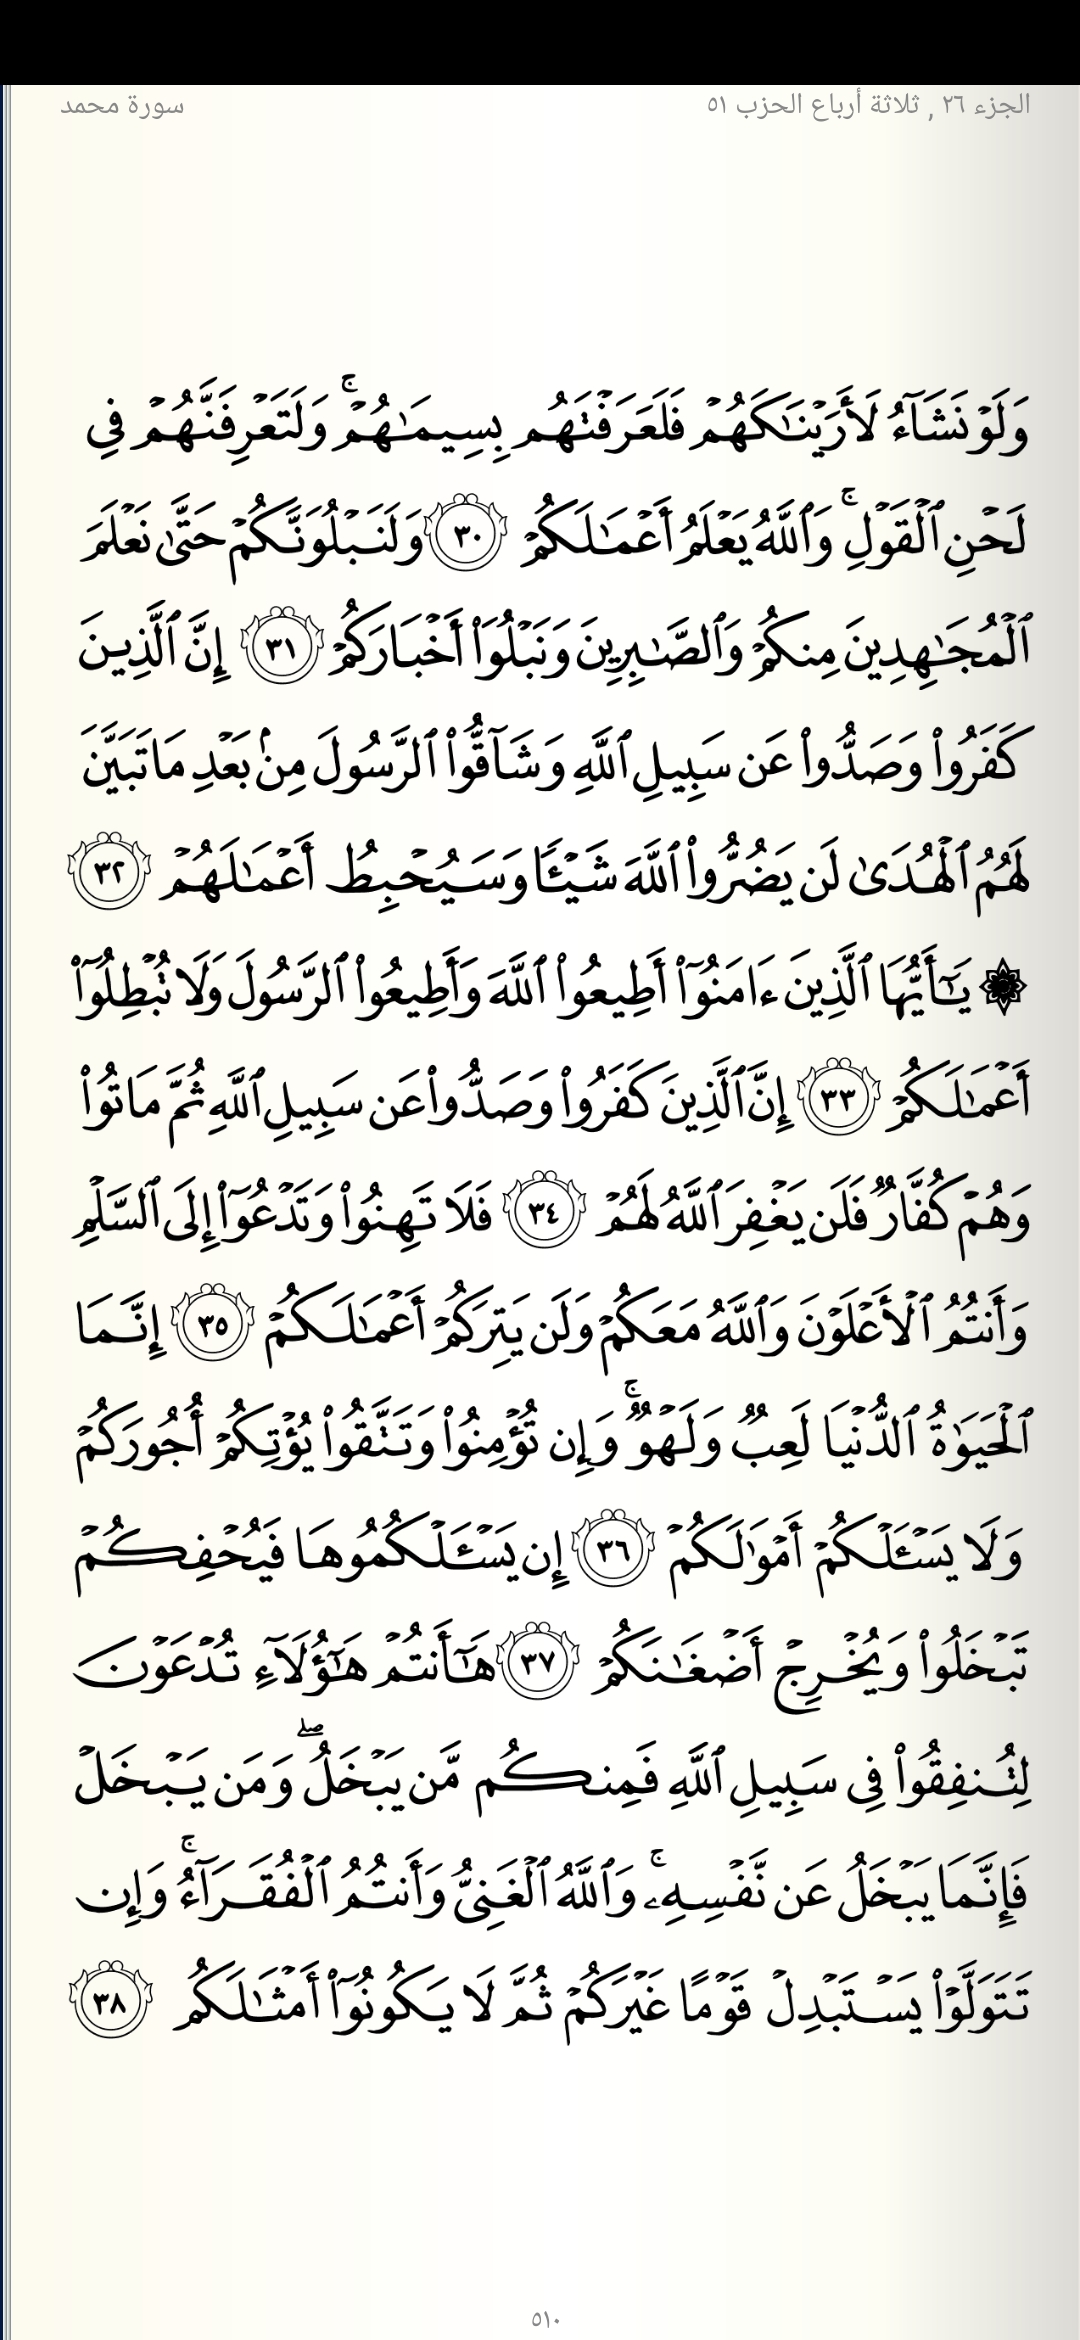 الجزء ٢٦ , ثلاثة أرباع الحزب ٥١
سورة محمد
وَلَوۡ نَشَآءُ لَأَرَيۡنَٰكَهُمۡ فَلَعَرَفۡتَهُم بِسِيمَٰهُمۡۚ وَلَتَعۡرِفَنَّهُمۡ فِي
لَحۡنِ ٱلۡقَوۡلِۚ وَٱللَّهُ يَعۡلَمُ أَعۡمَٰلَكُمۡ ٣٠ وَلَنَبۡلُوَنَّكُمۡ حَتَّىٰ نَعۡلَمَ
ٱلۡمُجَٰهِدِينَ مِنكُمۡ وَٱلصَّٰبِرِينَ وَنَبۡلُوَاْ أَخۡبَارَكُمۡ ٣١ إِنَّ ٱلَّذِينَ
كَفَرُواْ وَصَدُّواْ عَن سَبِيلِ ٱللَّهِ وَشَآقُّواْ ٱلرَّسُولَ مِنۢ بَعۡدِ مَا تَبَيَّنَ
لَهُمُ ٱلۡهُدَىٰ لَن يَضُرُّواْ ٱللَّهَ شَيۡـٔٗا وَسَيُحۡبِطُ أَعۡمَٰلَهُمۡ ٣٢
۞ يَٰٓأَيُّهَا ٱلَّذِينَ ءَامَنُوٓاْ أَطِيعُواْ ٱللَّهَ وَأَطِيعُواْ ٱلرَّسُولَ وَلَا تُبۡطِلُوٓاْ
أَعۡمَٰلَكُمۡ ٣٣ إِنَّ ٱلَّذِينَ كَفَرُواْ وَصَدُّواْ عَن سَبِيلِ ٱللَّهِ ثُمَّ مَاتُواْ
وَهُمۡ كُفَّارٞ فَلَن يَغۡفِرَ ٱللَّهُ لَهُمۡ ٣٤ فَلَا تَهِنُواْ وَتَدۡعُوٓاْ إِلَى ٱلسَّلۡمِ
وَأَنتُمُ ٱلۡأَعۡلَوۡنَ وَٱللَّهُ مَعَكُمۡ وَلَن يَتِرَكُمۡ أَعۡمَٰلَكُمۡ ٣٥ إِنَّمَا
ٱلۡحَيَوٰةُ ٱلدُّنۡيَا لَعِبٞ وَلَهۡوٞۚ وَإِن تُؤۡمِنُواْ وَتَتَّقُواْ يُؤۡتِكُمۡ أُجُورَكُمۡ
وَلَا يَسۡـَٔلۡكُمۡ أَمۡوَٰلَكُمۡ ٣٦ إِن يَسۡـَٔلۡكُمُوهَا فَيُحۡفِكُمۡ
تَبۡخَلُواْ وَيُخۡرِجۡ أَضۡغَٰنَكُمۡ ٣٧ هَٰٓأَنتُمۡ هَٰٓؤُلَآءِ تُدۡعَوۡنَ
لِتُنفِقُواْ فِي سَبِيلِ ٱللَّهِ فَمِنكُم مَّن يَبۡخَلُۖ وَمَن يَبۡخَلۡ
فَإِنَّمَا يَبۡخَلُ عَن نَّفۡسِهِۦۚ وَٱللَّهُ ٱلۡغَنِيُّ وَأَنتُمُ ٱلۡفُقَرَآءُۚ وَإِن
تَتَوَلَّوۡاْ يَسۡتَبۡدِلۡ قَوۡمًا غَيۡرَكُمۡ ثُمَّ لَا يَكُونُوٓاْ أَمۡثَٰلَكُم ٣٨
٥١٠